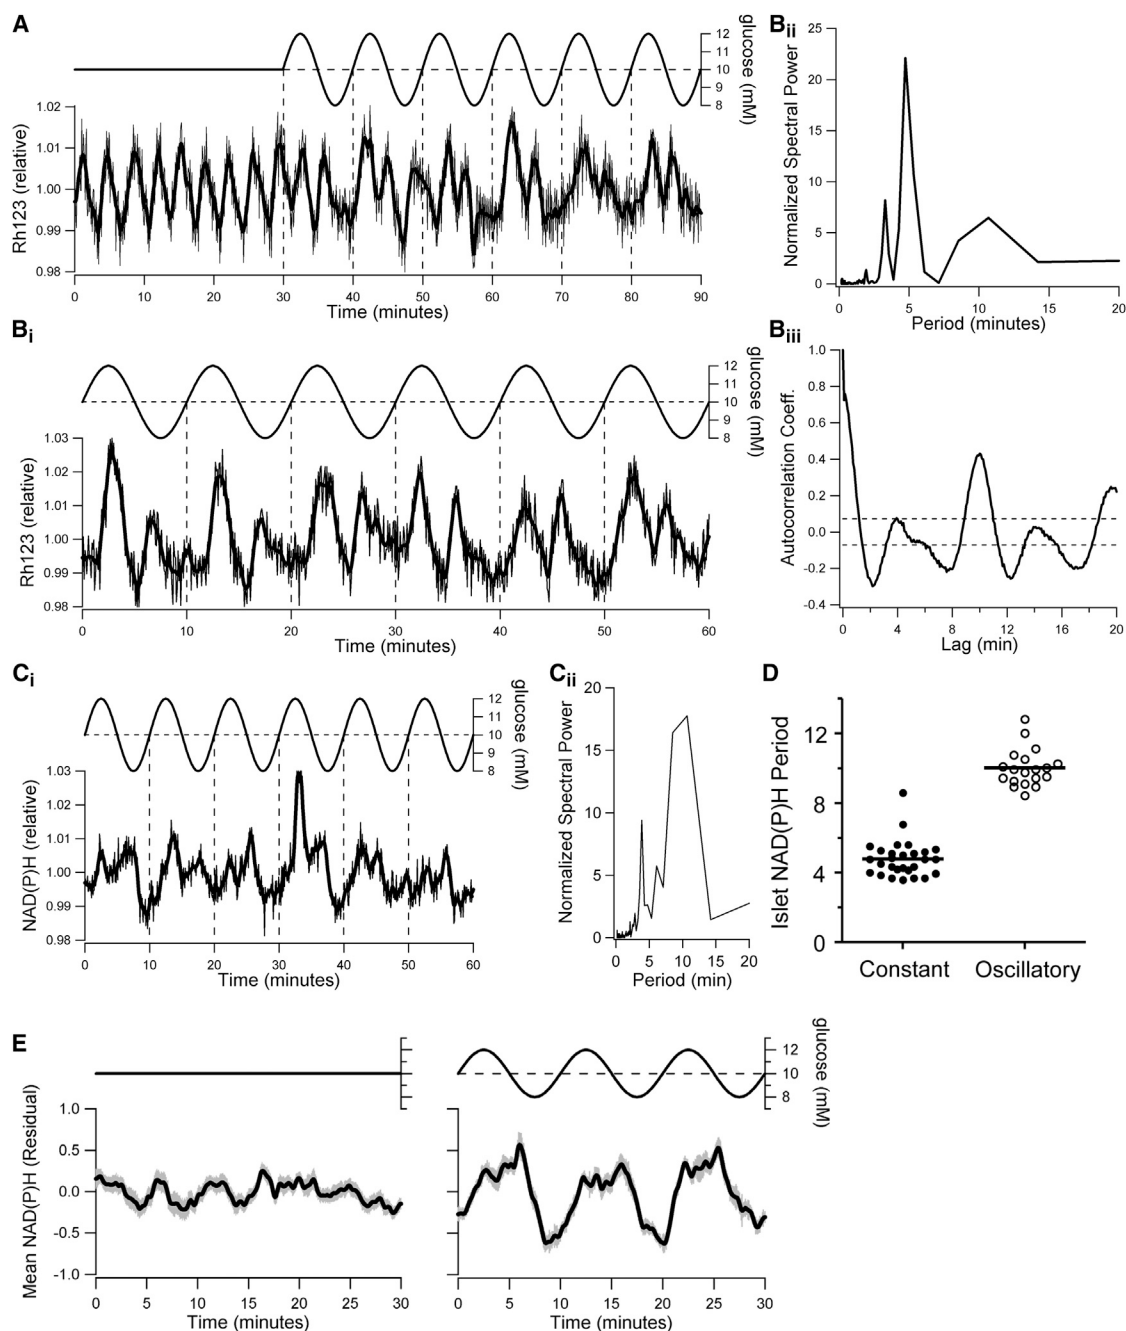 A
12
11
10
9
8
glucose (mM)
1.02
1.01
1.00
0.99
0.98
Rh123 (relative)
0 10 20 30 40 50 60 70 80 90
Time (minutes)
Bii
25
20
15
10
5
0
Normalized Spectral Power
0 5 10 15 20
Period (minutes)
Bi
12
11
10
9
8
glucose (mM)
1.03
1.02
1.01
1.00
0.99
0.98
Rh123 (relative)
0 10 20 30 40 50 60
Time (minutes)
Biii
1.0
0.8
0.6
0.4
0.2
0.0
-0.2
-0.4
Autocorrelation Coeff.
0 4 8 12 16 20
Lag (min)
Ci
12
11
10
9
8
glucose (mM)
1.03
1.02
1.01
1.00
0.99
0.98
NAD(P)H (relative)
0 10 20 30 40 50 60
Time (minutes)
Cii
20
15
10
5
0
Normalized Spectral Power
0 5 10 15 20
Period (min)
D
12
8
4
0
Islet NAD(P)H Period
Constant Oscillatory
E
12
10
8
glucose (mM)
1.0
0.5
0.0
-0.5
-1.0
Mean NAD(P)H (Residual)
0 5 10 15 20 25 30
Time (minutes)
0 5 10 15 20 25 30
Time (minutes)